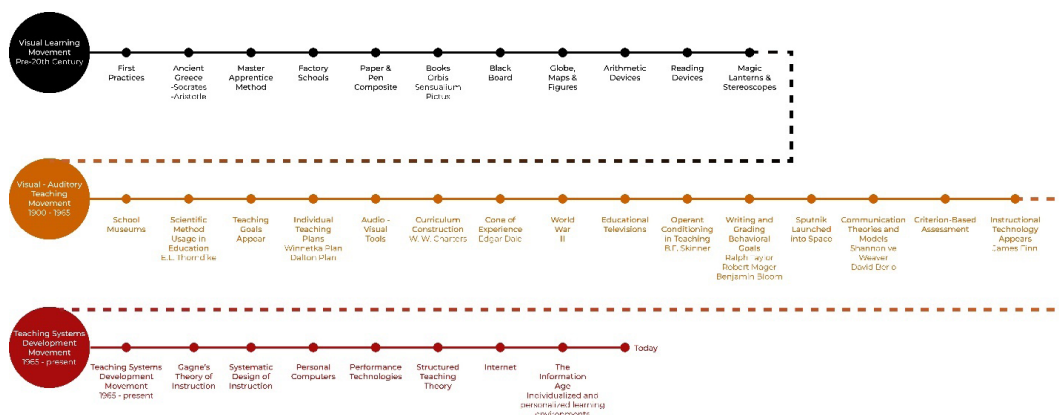 Visual Learning
Movement
Pre-20th Century
First
Practices
Ancient
Greece
-Socrates
-Aristotle
Master
Apprentice
Method
Factory
Schools
Paper &
Pen
Composite
Books
Orbis
Sensualium
Pictus
Black
Board
Globe,
Maps &
Figures
Arithmetic
Devices
Reading
Devices
Magic
Lanterns &
Stereoscopes
Visual - Auditory
Teaching
Movement
1900 - 1965
School
Museums
Scientific
Method
Usage in
Education
E.L. Thorndike
Teaching
Goals
Appear
Individual
Teaching
Plans
Winnetka Plan
Dalton Plan
Audio -
Visual
Tools
Curriculum
Construction
W. W. Charters
Cone of
Experience
Edgar Dale
World
War
II
Educational
Televisions
Operant
Conditioning
in Teaching
B.F. Skinner
Writing and
Grading
Behavioral
Goals
Ralph Taylor
Robert Mager
Benjamin Bloom
Sputnik
Launched
into Space
Communication
Theories and
Models
Shannon ve
Weaver
David Berlo
Criterion-Based
Assessment
Instructional
Technology
Appears
James Finn
Teaching Systems
Development
Movement
1965 - present
Teaching Systems
Development
Movement
1965 - present
Gagne's
Theory of
Instruction
Systematic
Design of
Instruction
Personal
Computers
Performance
Technologies
Structured
Teaching
Theory
Internet
The
Information
Age
Individualized and
personalized learning
environments
Today